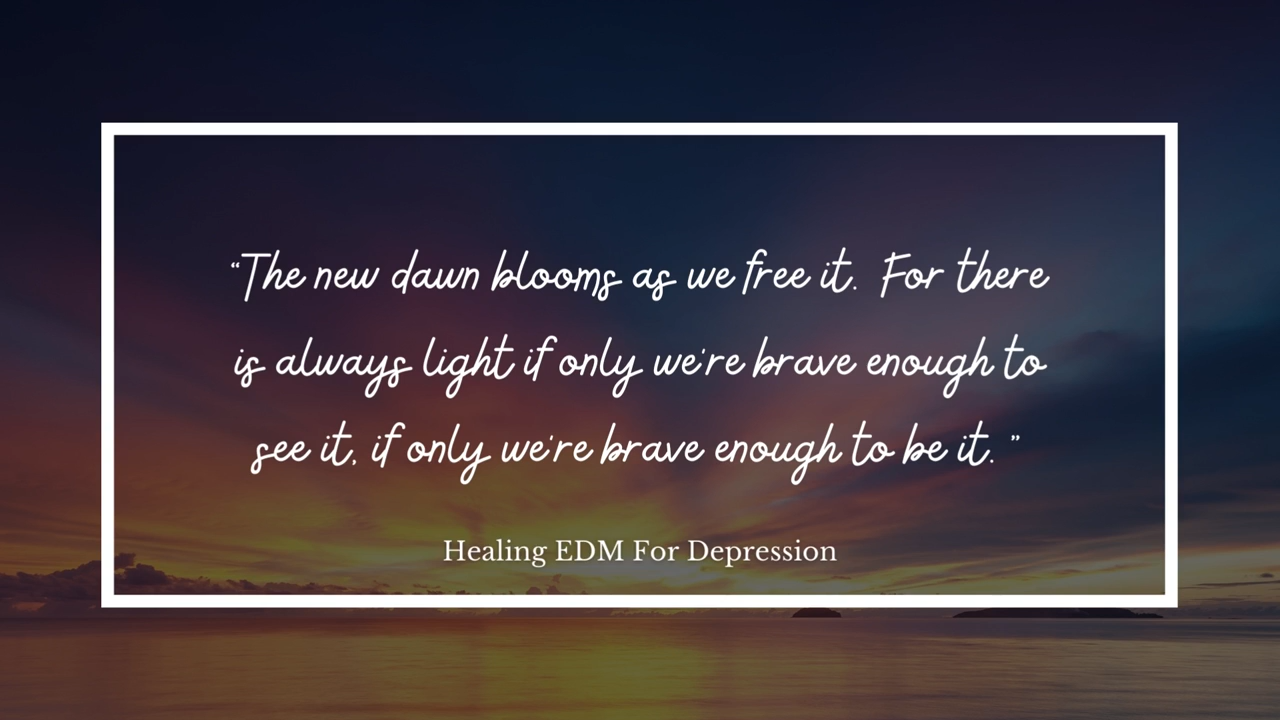 “The new dawn blooms as we free it. For there
is always light if only we're brave enough to
see it, if only we're brave enough to be it. ”
Healing EDM For Depression